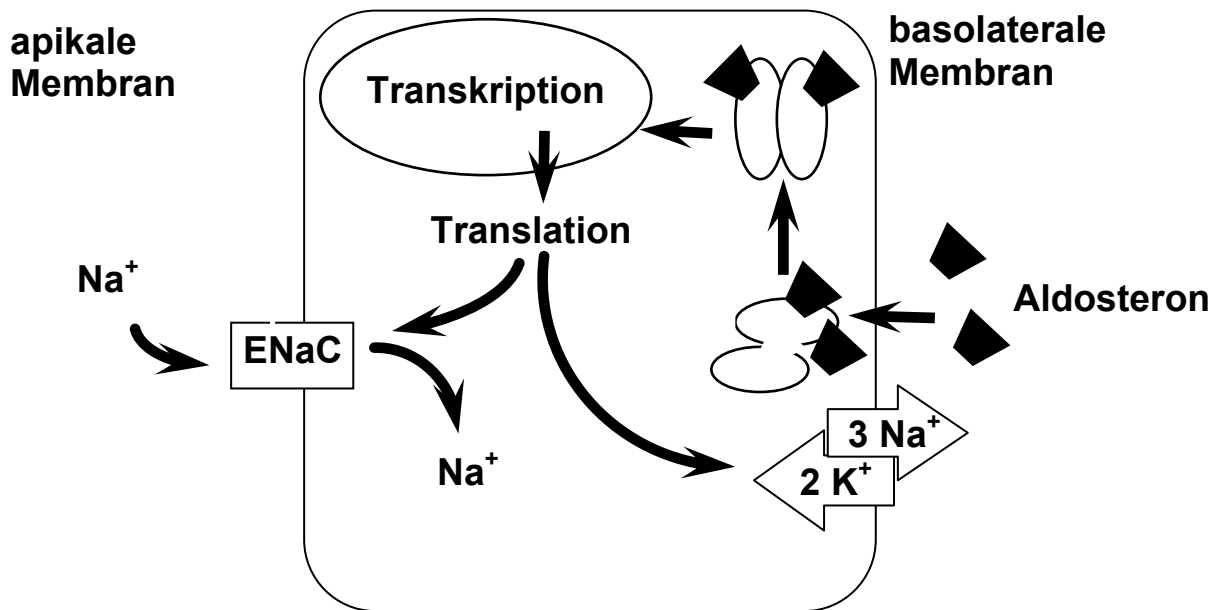 apikale
Membran
basolaterale
Membran
Transkription
Translation
Na⁺
Aldosteron
ENaC
3 Na⁺
Na⁺
2 K⁺